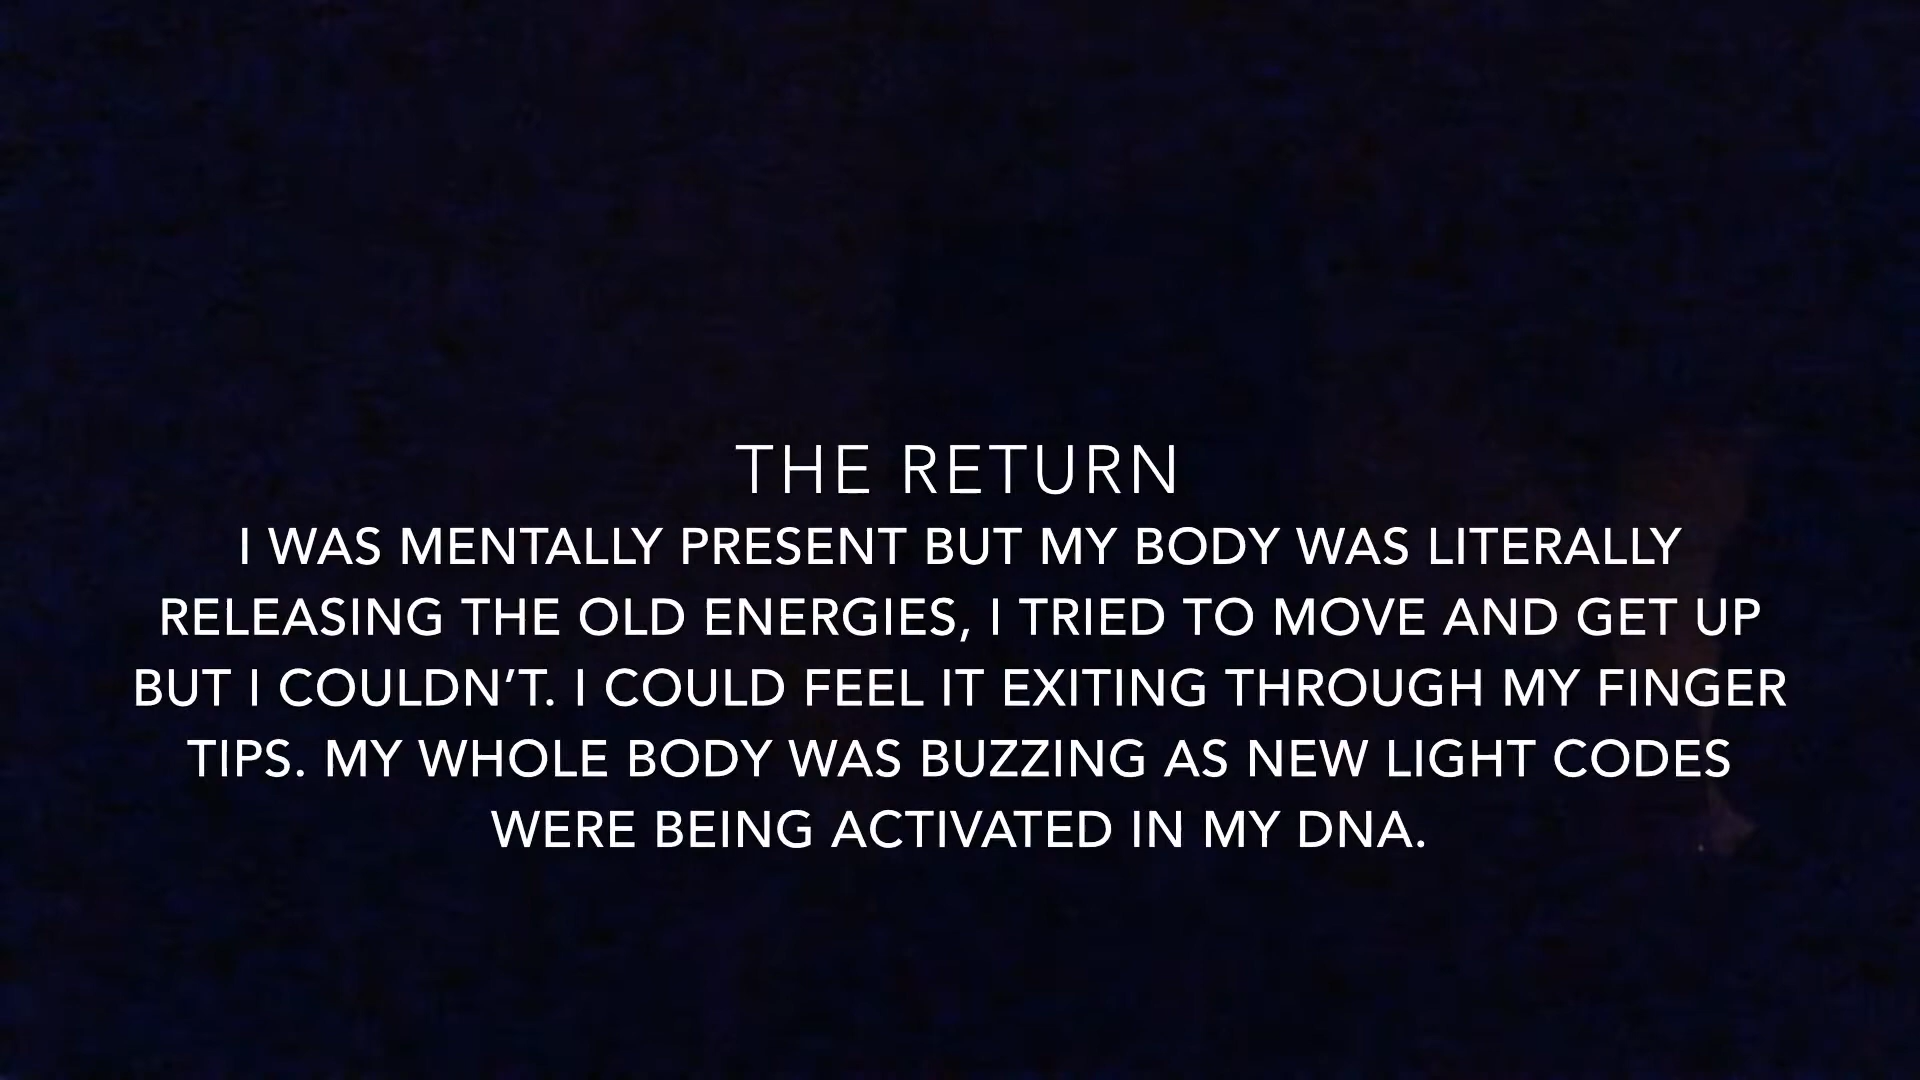 THE RETURN
I WAS MENTALLY PRESENT BUT MY BODY WAS LITERALLY
RELEASING THE OLD ENERGIES, I TRIED TO MOVE AND GET UP
BUT I COULDN’T. I COULD FEEL IT EXITING THROUGH MY FINGER
TIPS. MY WHOLE BODY WAS BUZZING AS NEW LIGHT CODES
WERE BEING ACTIVATED IN MY DNA.